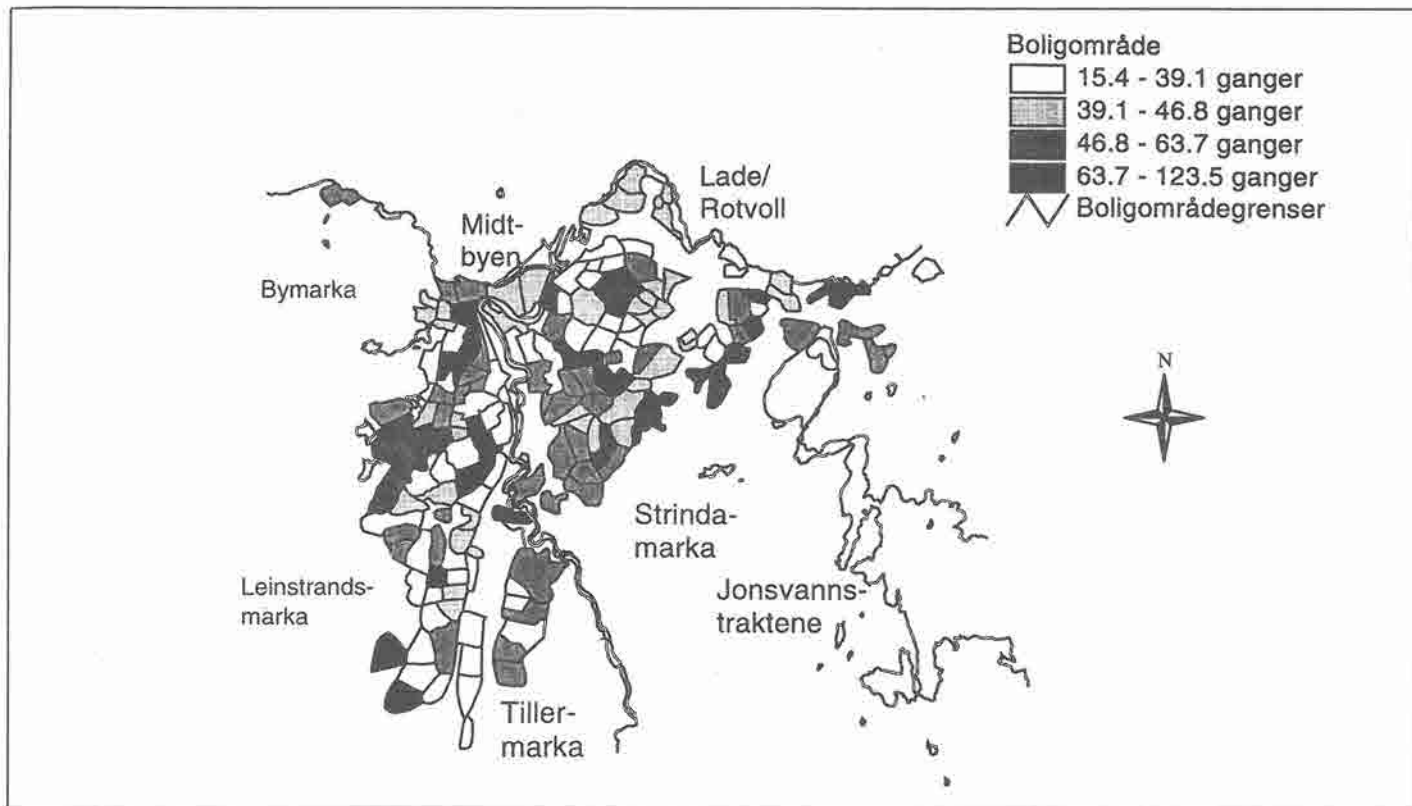 Boligområde
15.4 - 39.1 ganger
39.1 - 46.8 ganger
46.8 - 63.7 ganger
63.7 - 123.5 ganger
Boligområdegrenser
Lade/
Rotvoll
Midt-
byen
Bymarka
N
Strinda-
marka
Leinstrands-
marka
Jonsvanns-
traktene
Tiller-
marka